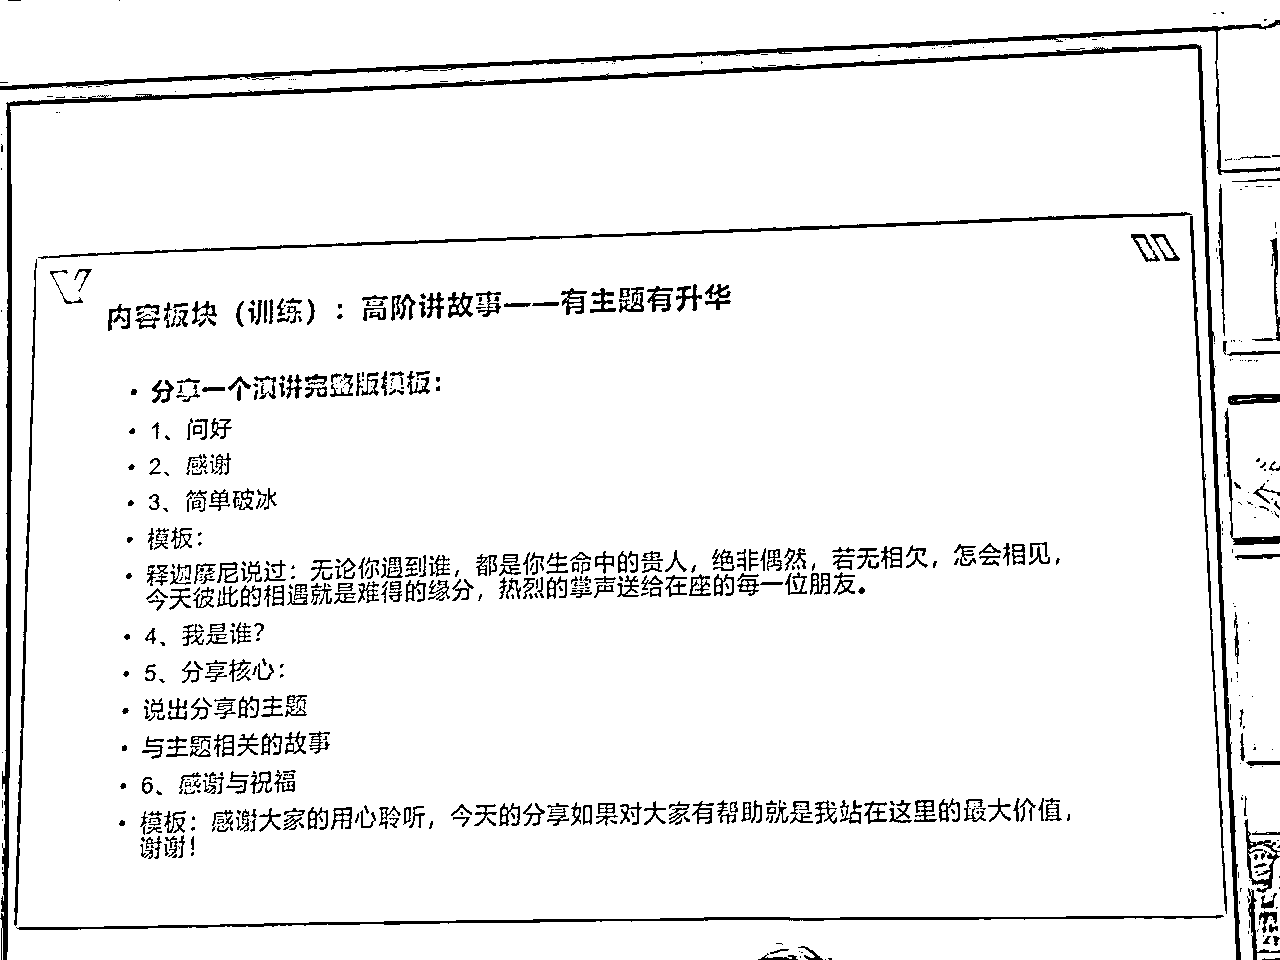 内容板块（训练）：高阶讲故事——有主题有升华
• 分享一个演讲完整版模板：
• 1、问好
• 2、感谢
• 3、简单破冰
• 模板：
• 释迦摩尼说过：无论你遇到谁，都是你生命中的贵人，绝非偶然，若无相欠，怎会相见，
今天彼此的相遇就是难得的缘分，热烈的掌声送给在座的每一位朋友。
• 4、我是谁？
• 5、分享核心：
• 说出分享的主题
• 与主题相关的故事
• 6、感谢与祝福
• 模板：感谢大家的用心聆听，今天的分享如果对大家有帮助就是我站在这里的最大价值，
谢谢！